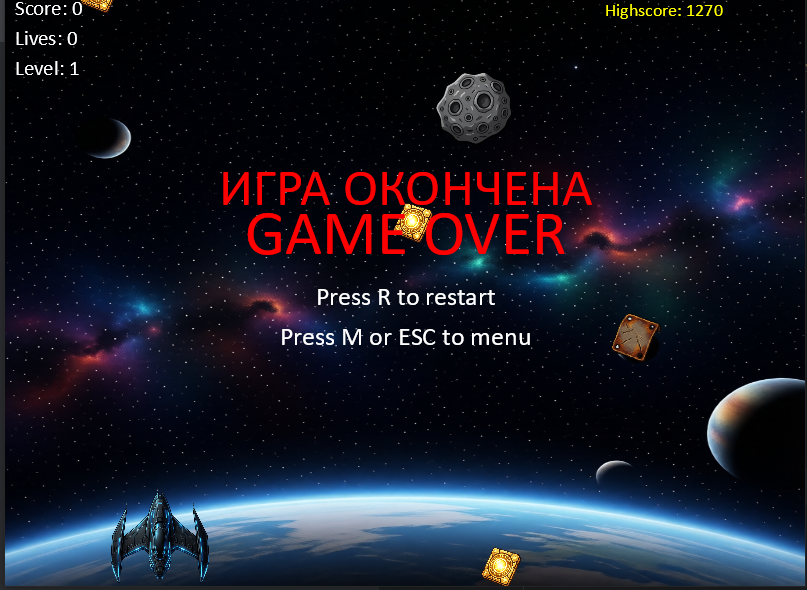 Score: 0
Highscore: 1270
Lives: 0
Level: 1
ИГРА ОКОНЧЕНА
GAME OVER
Press R to restart
Press M or ESC to menu